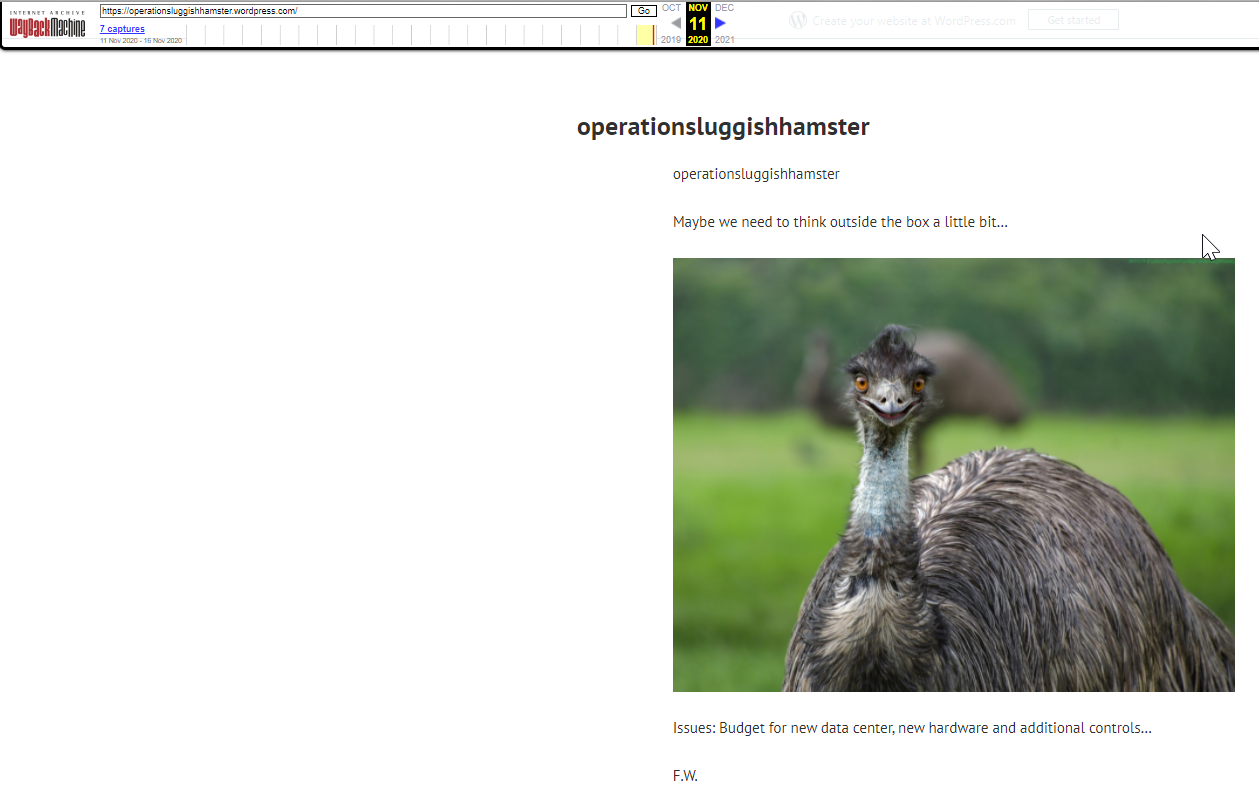 INTERNET ARCHIVE
WayBackMachine
https://operationsluggishhamster.wordpress.com/
Go
7 captures
11 Nov 2020 - 16 Nov 2020
OCT NOV DEC
11
2019 2020 2021
Create your website at WordPress.com
Get started
operationsluggishhamster
operationsluggishhamster
Maybe we need to think outside the box a little bit…
Issues: Budget for new data center, new hardware and additional controls…
F.W.